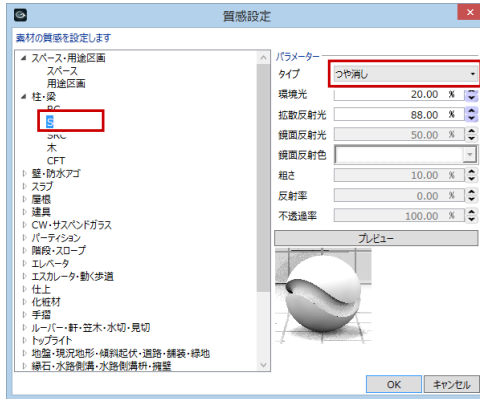 質感設定
素材の質感を設定します
スペース・用途区画
スペース
用途区画
柱・梁
RC
S
SRC
木
CFT
壁・防水アゴ
スラブ
屋根
建具
CW・サスペンドガラス
パーティション
階段・スロープ
エレベータ
エスカレータ・動く歩道
仕上
化粧材
手摺
ルーバー・軒・笠木・水切・見切
トップライト
地盤・現況地形・傾斜起伏・道路・舗装・緑地
縁石・水路側溝・水路側溝枡・擁壁
パラメーター
タイプ つや消し
環境光 20.00 %
拡散反射光 88.00 %
鏡面反射光 50.00 %
鏡面反射色
粗さ 10.00 %
反射率 0.00 %
不透過率 100.00 %
プレビュー
OK キャンセル